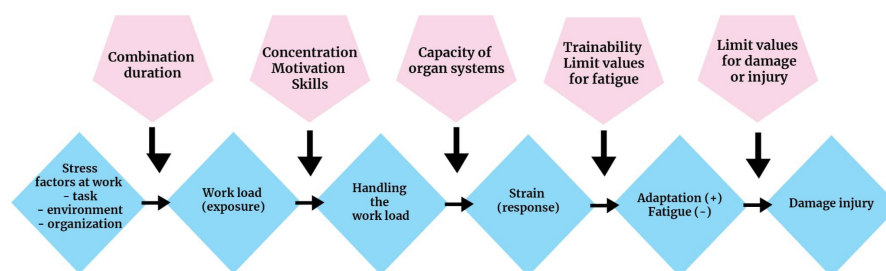 Combination
duration
Concentration
Motivation
Skills
Capacity of
organ systems
Trainability
Limit values
for fatigue
Limit values
for damage
or injury
Stress
factors at work
- task
- environment
- organization
Work load
(exposure)
Handling
the
work load
Strain
(response)
Adaptation (+)
Fatigue (-)
Damage injury